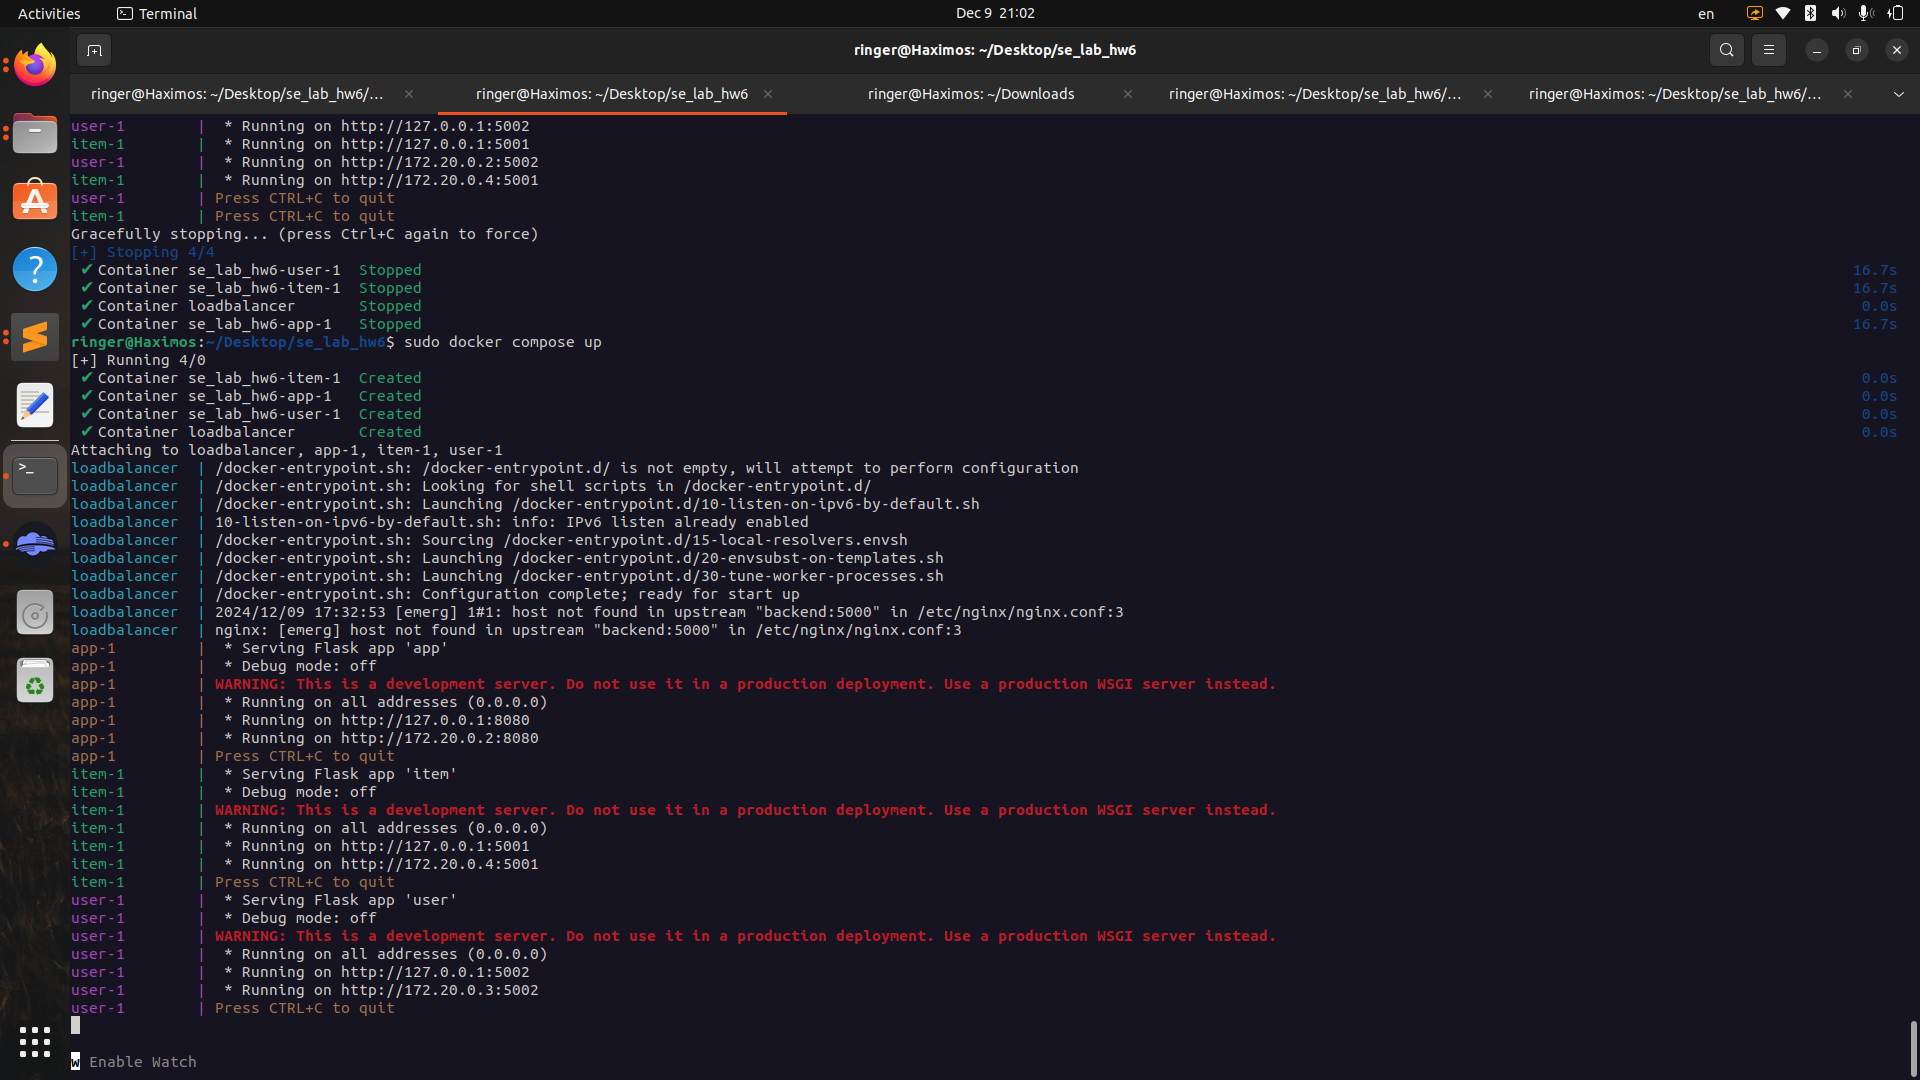 Activities
Terminal
Dec 9 21:02
en
ringer@Haximos: ~/Desktop/se_lab_hw6
ringer@Haximos: ~/Desktop/se_lab_hw6/...
ringer@Haximos: ~/Desktop/se_lab_hw6
ringer@Haximos: ~/Downloads
ringer@Haximos: ~/Desktop/se_lab_hw6/...
ringer@Haximos: ~/Desktop/se_lab_hw6/...
user-1 | * Running on http://127.0.0.1:5002
item-1 | * Running on http://127.0.0.1:5001
user-1 | * Running on http://172.20.0.2:5002
item-1 | * Running on http://172.20.0.4:5001
user-1 | Press CTRL+C to quit
item-1 | Press CTRL+C to quit
Gracefully stopping... (press Ctrl+C again to force)
[+] Stopping 4/4
✔ Container se_lab_hw6-user-1 Stopped 16.7s
✔ Container se_lab_hw6-item-1 Stopped 16.7s
✔ Container loadbalancer Stopped 0.0s
✔ Container se_lab_hw6-app-1 Stopped 16.7s
ringer@Haximos:~/Desktop/se_lab_hw6$ sudo docker compose up
[+] Running 4/0
✔ Container se_lab_hw6-item-1 Created 0.0s
✔ Container se_lab_hw6-app-1 Created 0.0s
✔ Container se_lab_hw6-user-1 Created 0.0s
✔ Container loadbalancer Created 0.0s
Attaching to loadbalancer, app-1, item-1, user-1
loadbalancer | /docker-entrypoint.sh: /docker-entrypoint.d/ is not empty, will attempt to perform configuration
loadbalancer | /docker-entrypoint.sh: Looking for shell scripts in /docker-entrypoint.d/
loadbalancer | /docker-entrypoint.sh: Launching /docker-entrypoint.d/10-listen-on-ipv6-by-default.sh
loadbalancer | 10-listen-on-ipv6-by-default.sh: info: IPv6 listen already enabled
loadbalancer | /docker-entrypoint.sh: Sourcing /docker-entrypoint.d/15-local-resolvers.envsh
loadbalancer | /docker-entrypoint.sh: Launching /docker-entrypoint.d/20-envsubst-on-templates.sh
loadbalancer | /docker-entrypoint.sh: Launching /docker-entrypoint.d/30-tune-worker-processes.sh
loadbalancer | /docker-entrypoint.sh: Configuration complete; ready for start up
loadbalancer | 2024/12/09 17:32:53 [emerg] 1#1: host not found in upstream "backend:5000" in /etc/nginx/nginx.conf:3
loadbalancer | nginx: [emerg] host not found in upstream "backend:5000" in /etc/nginx/nginx.conf:3
app-1 | * Serving Flask app 'app'
app-1 | * Debug mode: off
app-1 | WARNING: This is a development server. Do not use it in a production deployment. Use a production WSGI server instead.
app-1 | * Running on all addresses (0.0.0.0)
app-1 | * Running on http://127.0.0.1:8080
app-1 | * Running on http://172.20.0.2:8080
app-1 | Press CTRL+C to quit
item-1 | * Serving Flask app 'item'
item-1 | * Debug mode: off
item-1 | WARNING: This is a development server. Do not use it in a production deployment. Use a production WSGI server instead.
item-1 | * Running on all addresses (0.0.0.0)
item-1 | * Running on http://127.0.0.1:5001
item-1 | * Running on http://172.20.0.4:5001
item-1 | Press CTRL+C to quit
user-1 | * Serving Flask app 'user'
user-1 | * Debug mode: off
user-1 | WARNING: This is a development server. Do not use it in a production deployment. Use a production WSGI server instead.
user-1 | * Running on all addresses (0.0.0.0)
user-1 | * Running on http://127.0.0.1:5002
user-1 | * Running on http://172.20.0.3:5002
user-1 | Press CTRL+C to quit
w Enable Watch